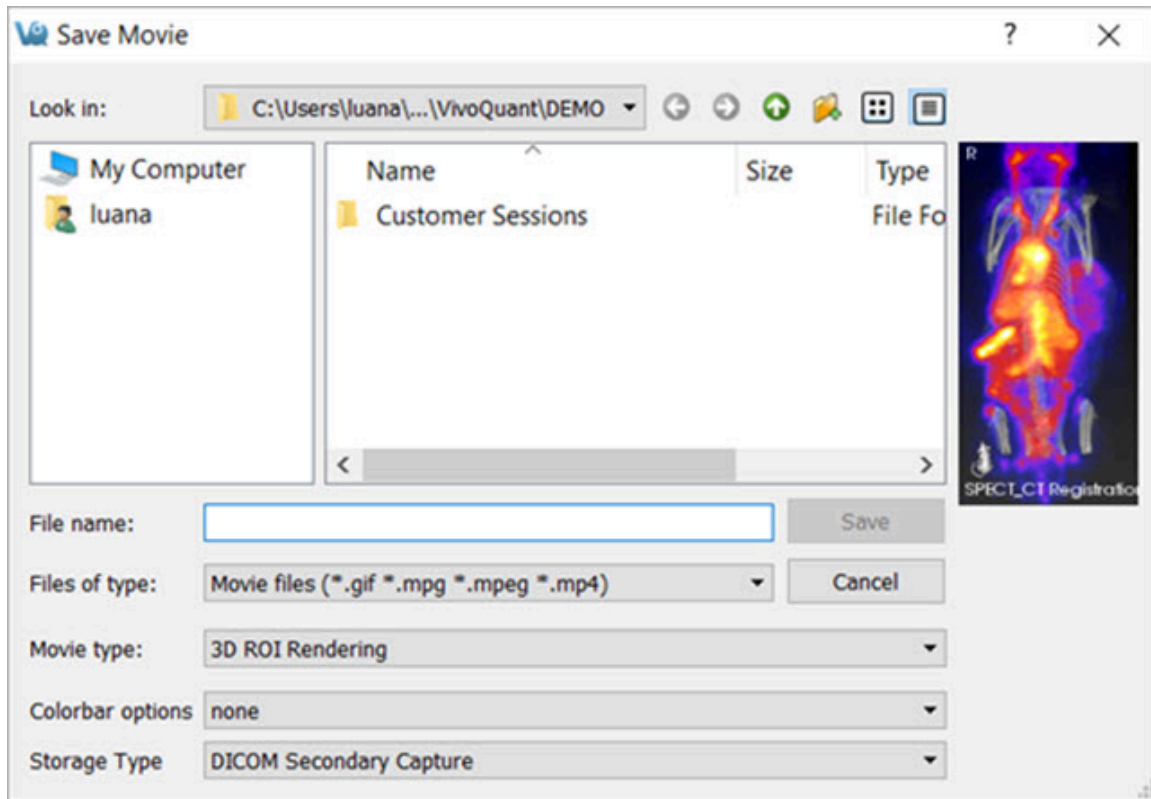 VQ Save Movie ?
Look in: C:\Users\luana\...\VivoQuant\DEMO
My Computer
luana
Name Size Type
Customer Sessions File Fo
R
SPECT_CT Registratio
File name: Save
Files of type: Movie files (*.gif *.mpg *.mpeg *.mp4) Cancel
Movie type: 3D ROI Rendering
Colorbar options none
Storage Type DICOM Secondary Capture